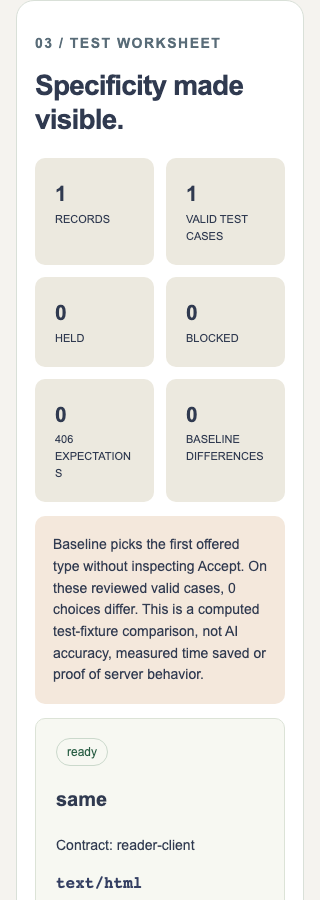 03 / TEST WORKSHEET
Specificity made
visible.
1
RECORDS
1
VALID TEST
CASES
0
HELD
0
BLOCKED
0
406
EXPECTATION
S
0
BASELINE
DIFFERENCES
Baseline picks the first offered
type without inspecting Accept. On
these reviewed valid cases, 0
choices differ. This is a computed
test-fixture comparison, not AI
accuracy, measured time saved or
proof of server behavior.
ready
same
Contract: reader-client
text/html